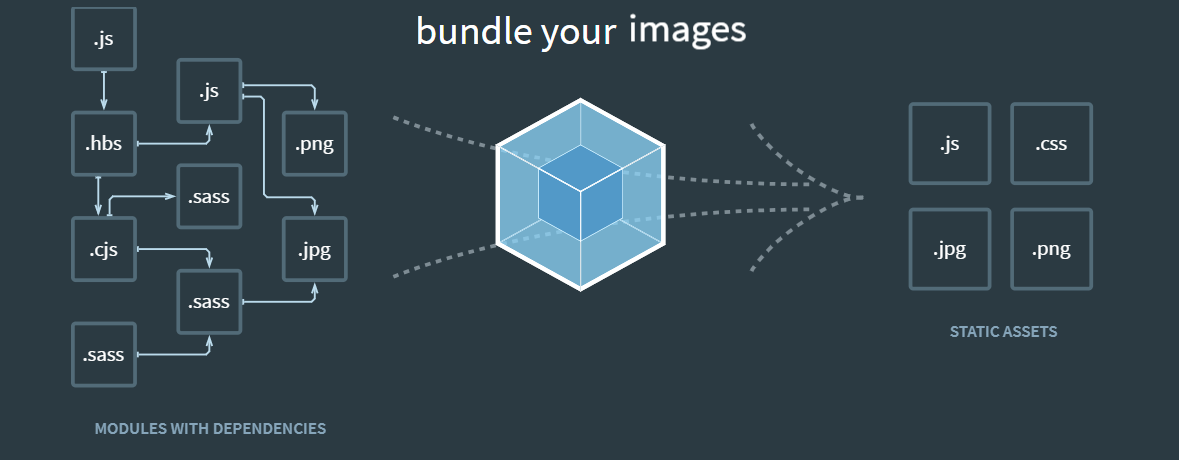 bundle your images
.js
.js
.hbs
.png
.sass
.cjs
.jpg
.sass
.sass
MODULES WITH DEPENDENCIES
.js
.css
.jpg
.png
STATIC ASSETS